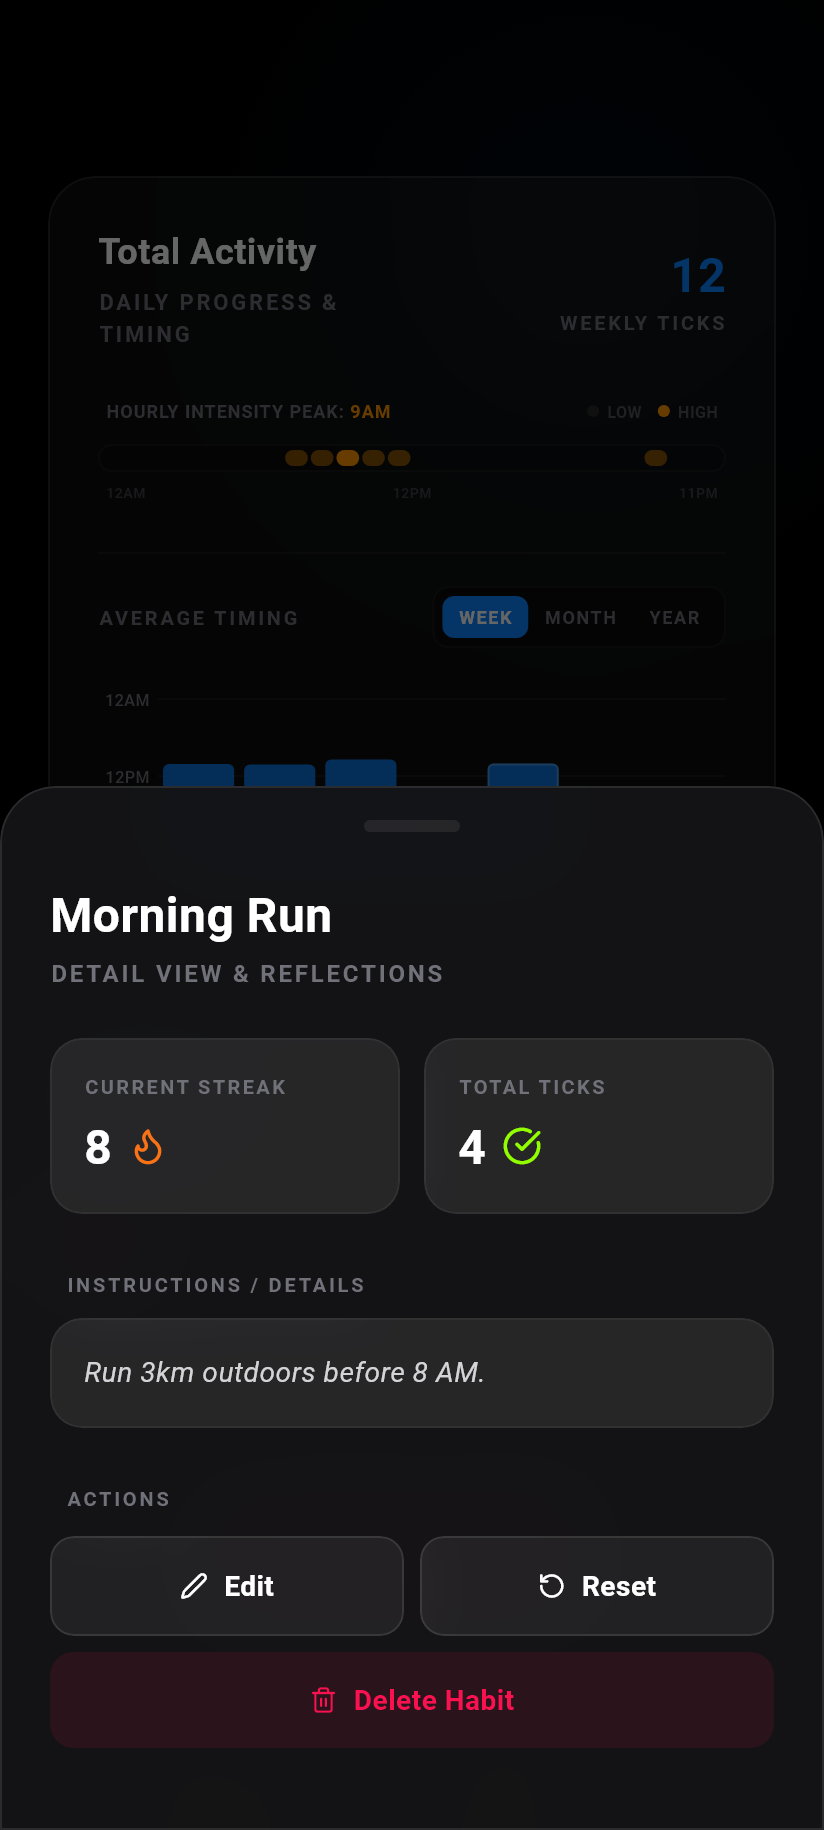 Total Activity
DAILY PROGRESS &
TIMING
12
WEEKLY TICKS
HOURLY INTENSITY PEAK: 9AM
LOW
HIGH
12AM
12PM
11PM
AVERAGE TIMING
WEEK
MONTH
YEAR
12AM
12PM
Morning Run
DETAIL VIEW & REFLECTIONS
CURRENT STREAK
8
TOTAL TICKS
4
INSTRUCTIONS / DETAILS
Run 3km outdoors before 8 AM.
ACTIONS
Edit
Reset
Delete Habit